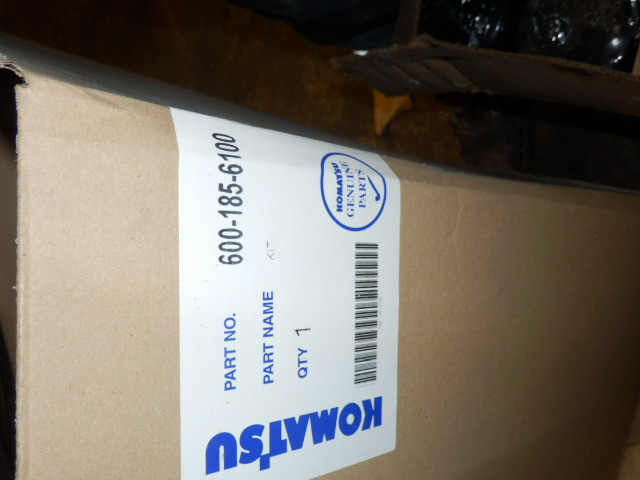 KOMATSU
PART NO. 600-185-6100
PART NAME KIT
QTY 1
KOMATSU
GENUINE
PARTS